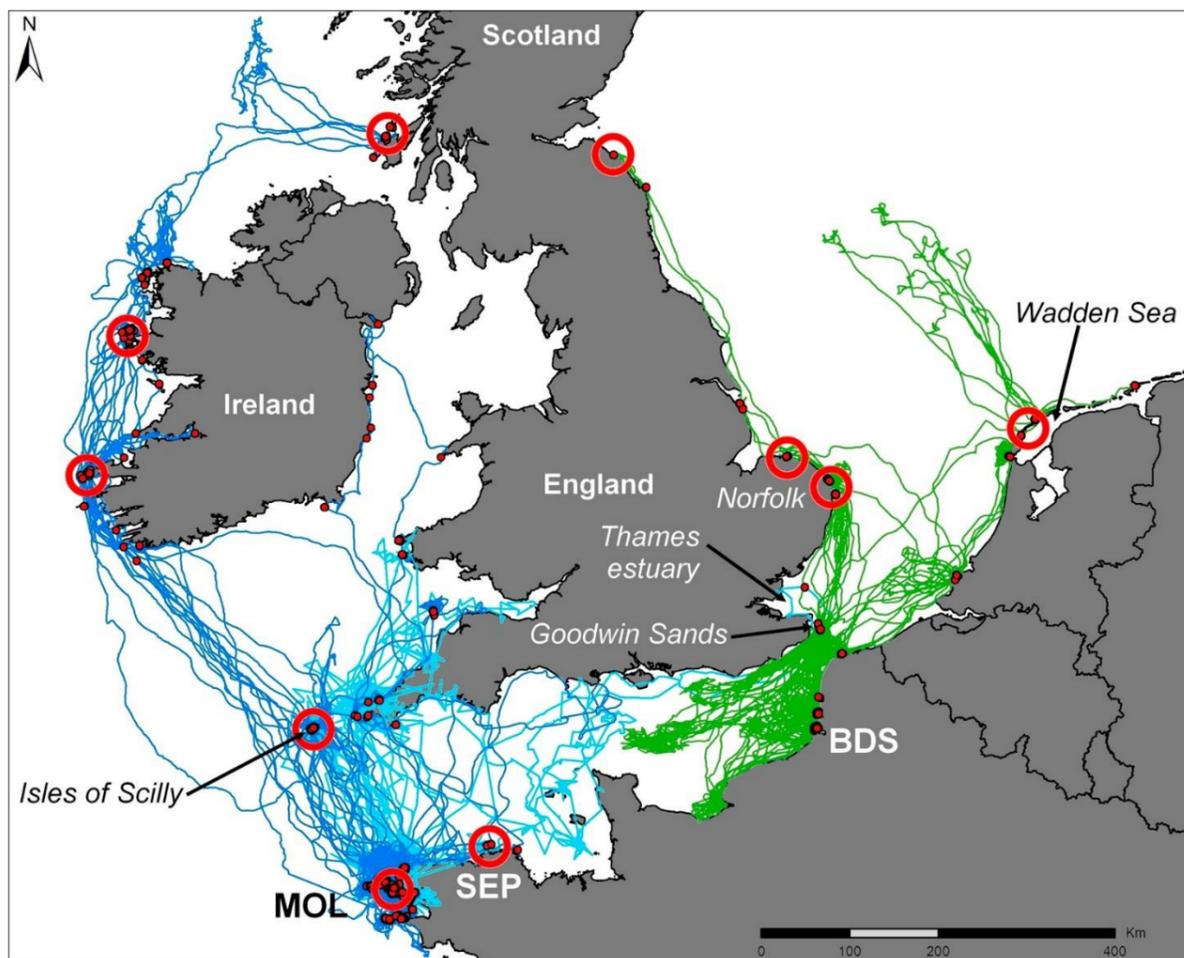 N
Scotland
Wadden Sea
Ireland
England
Norfolk
Thames
estuary
Goodwin Sands
BDS
Isles of Scilly
SEP
MOL
Km
0 100 200 400